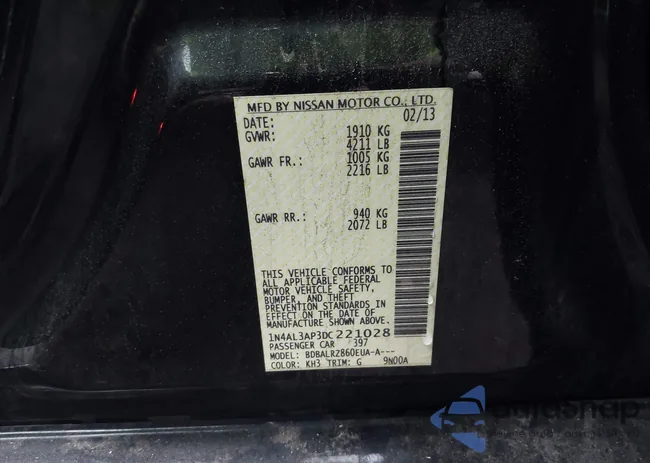 MFD BY NISSAN MOTOR CO., LTD.
DATE: 02/13
GVWR: 1910 KG
4211 LB
GAWR FR.: 1005 KG
2216 LB
GAWR RR.: 940 KG
2072 LB
THIS VEHICLE CONFORMS TO
ALL APPLICABLE FEDERAL
MOTOR VEHICLE SAFETY,
BUMPER, AND THEFT
PREVENTION STANDARDS IN
EFFECT ON THE DATE OF
MANUFACTURE SHOWN ABOVE.
1N4AL3AP3DC221028
PASSENGER CAR 397
MODEL: BDBALRZ860EUA-A---
COLOR: KH3 TRIM: G 9N00A